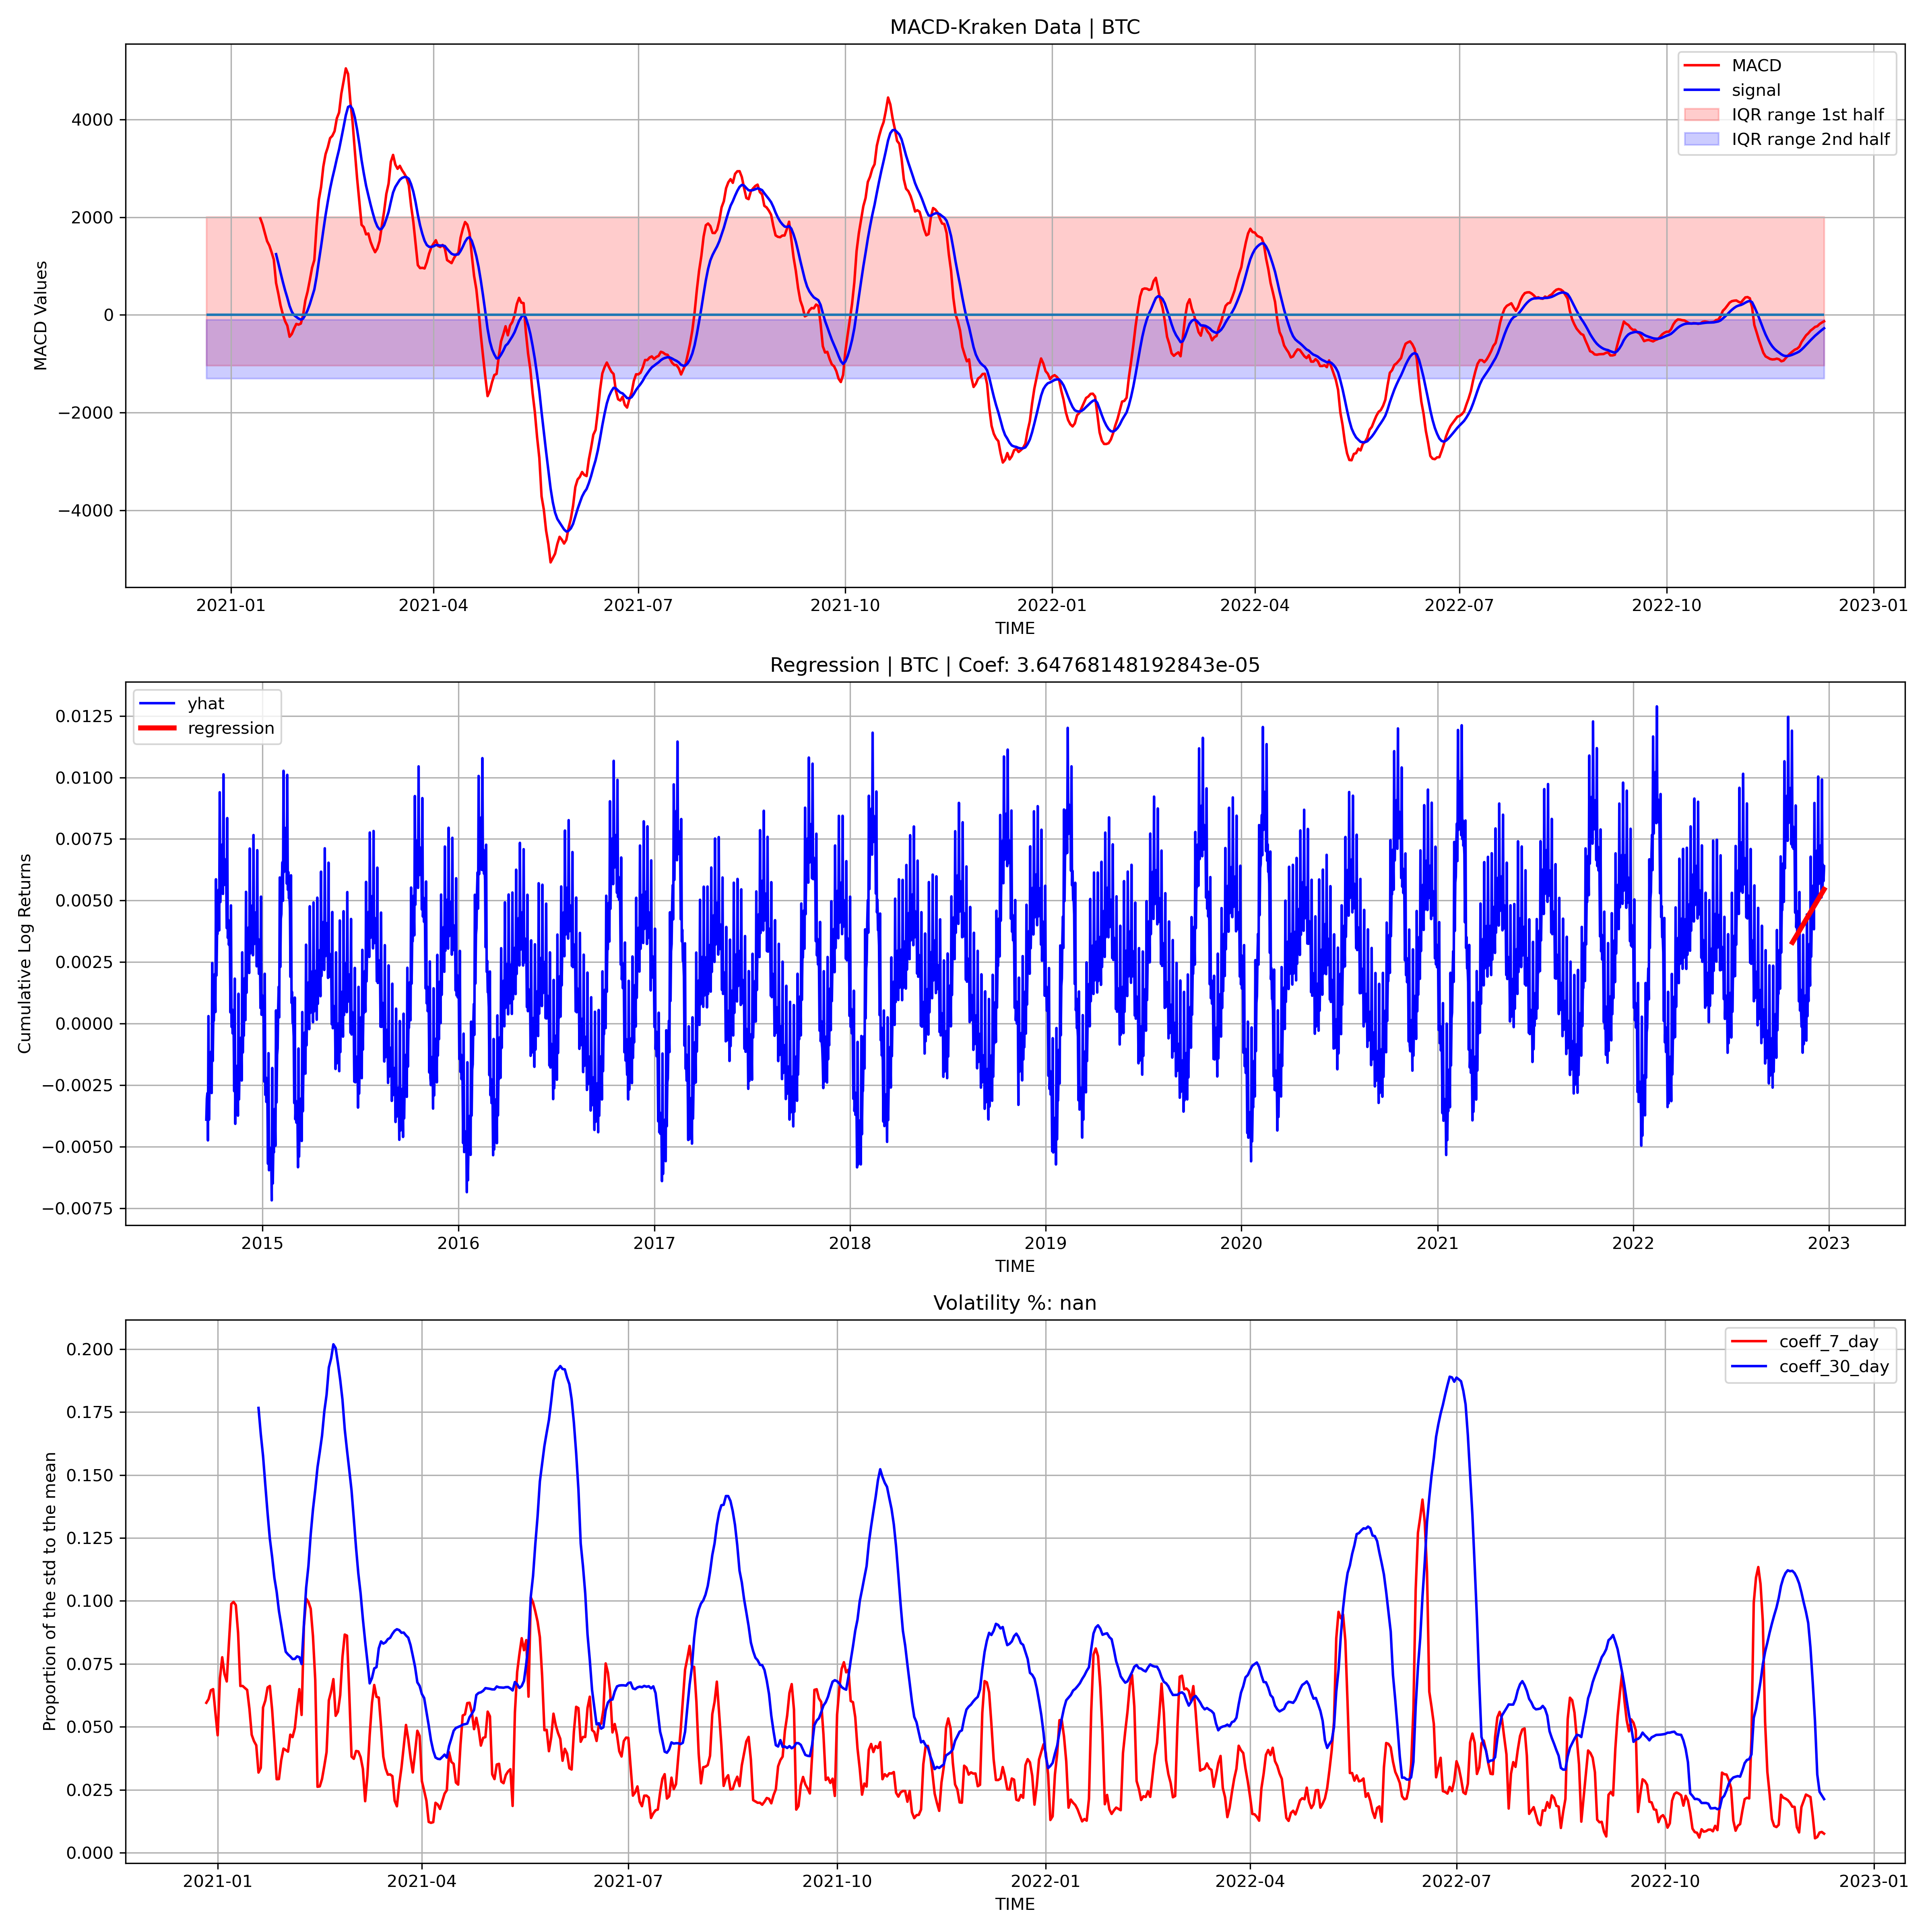 MACD-Kraken Data | BTC
MACD
signal
IQR range 1st half
IQR range 2nd half
MACD Values
4000
2000
0
−2000
−4000
2021-01 2021-04 2021-07 2021-10 2022-01 2022-04 2022-07 2022-10 2023-01
TIME
Regression | BTC | Coef: 3.64768148192843e-05
yhat
regression
Cumulative Log Returns
0.0125
0.0100
0.0075
0.0050
0.0025
0.0000
−0.0025
−0.0050
−0.0075
2015 2016 2017 2018 2019 2020 2021 2022 2023
TIME
Volatility %: nan
coeff_7_day
coeff_30_day
Proportion of the std to the mean
0.200
0.175
0.150
0.125
0.100
0.075
0.050
0.025
0.000
2021-01 2021-04 2021-07 2021-10 2022-01 2022-04 2022-07 2022-10 2023-01
TIME